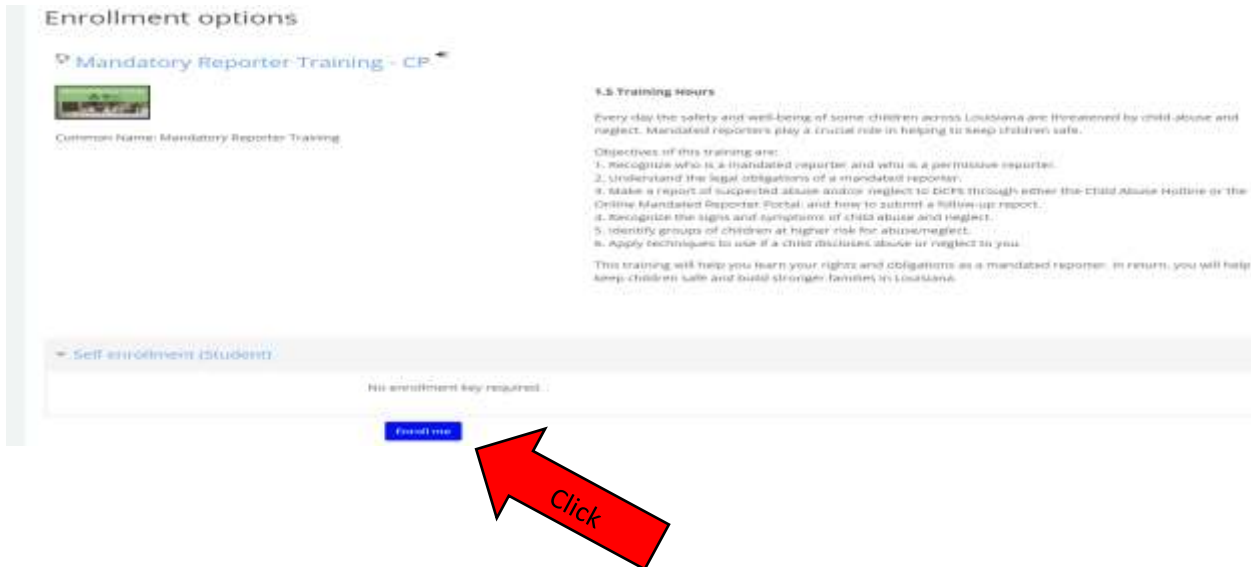 Enrollment options
Mandatory Reporter Training - CP
Common Name: Mandatory Reporter Training
1.5 Training Hours
Every day the safety and well-being of some children across Louisiana are threatened by child abuse and
neglect. Mandated reporters play a crucial role in helping to keep children safe.
Objectives of this training are:
1. Recognize who is a mandated reporter and who is a permissive reporter.
2. Understand the legal obligations of a mandated reporter.
3. Make a report of suspected abuse and/or neglect to DCFS through either the Child Abuse Hotline or the
Online Mandated Reporter Portal; and how to submit a follow-up report.
4. Recognize the signs and symptoms of child abuse and neglect.
5. Identify groups of children at higher risk for abuse/neglect.
6. Apply techniques to use if a child discloses abuse or neglect to you.
This training will help you learn your rights and obligations as a mandated reporter. In return, you will help
keep children safe and build stronger families in Louisiana.
Self enrollment (Student)
No enrollment key required.
Enroll me
Click